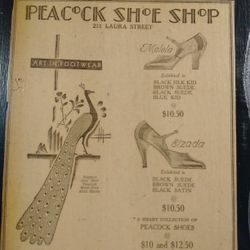 PEACOCK SHOE SHOP
211 LAURA STREET
ART IN FOOTWEAR
Malola
Exhibited in
BLACK SILK KID
BROWN SUEDE
BLACK SUEDE
BLUE KID
$10.50
Elzada
Exhibited in
BLACK SUEDE
BROWN SUEDE
BLACK SATIN
$10.50
A SMART COLLECTION OF
PEACOCK SHOES
$10 and $12.50